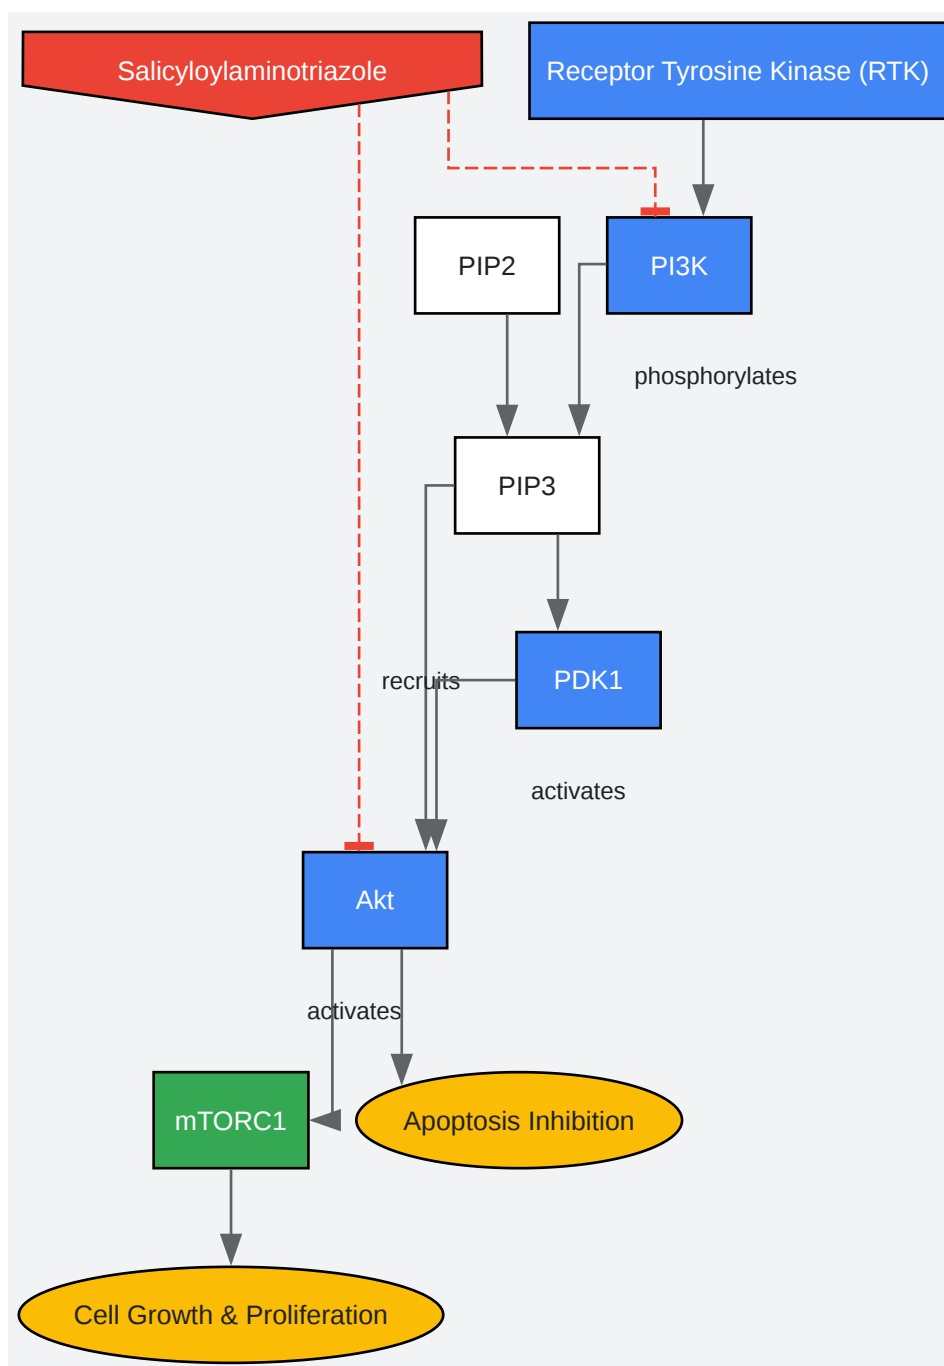 Salicyloylaminotriazole
Receptor Tyrosine Kinase (RTK)
PIP2
PI3K
phosphorylates
PIP3
recruits
PDK1
activates
Akt
activates
mTORC1
Apoptosis Inhibition
Cell Growth & Proliferation